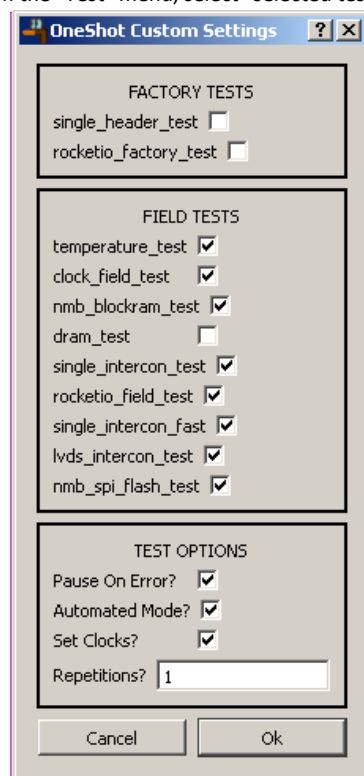 OneShot Custom Settings
FACTORY TESTS
single_header_test
rocketio_factory_test
FIELD TESTS
temperature_test
clock_field_test
nmb_blockram_test
dram_test
single_intercon_test
rocketio_field_test
single_intercon_fast
lvds_intercon_test
nmb_spi_flash_test
TEST OPTIONS
Pause On Error?
Automated Mode?
Set Clocks?
Repetitions? 1
Cancel Ok